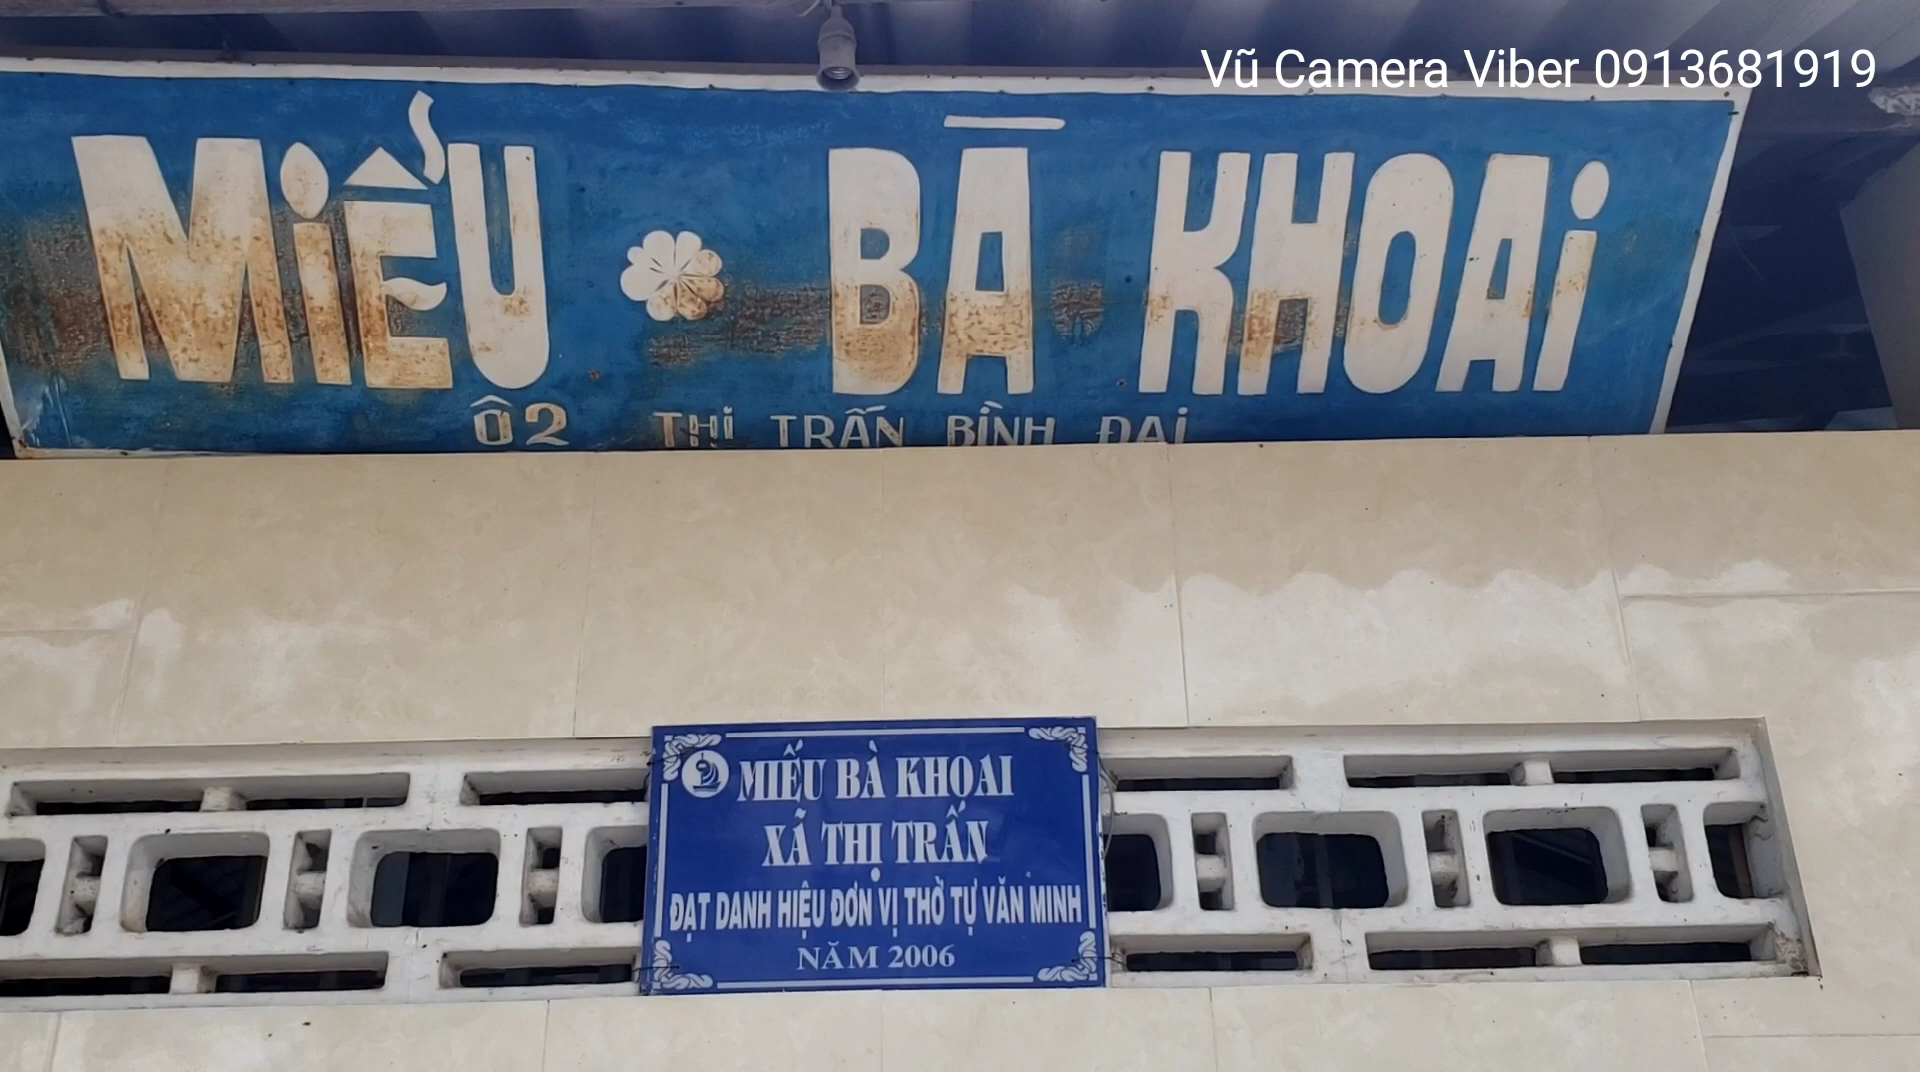 Vũ Camera Viber 0913681919
MIẾU BÀ KHOAI
Ô2 THỊ TRẤN BÌNH ĐẠI
MIẾU BÀ KHOAI
XÃ THỊ TRẤN
ĐẠT DANH HIỆU ĐƠN VỊ THỜ TỰ VĂN MINH
NĂM 2006